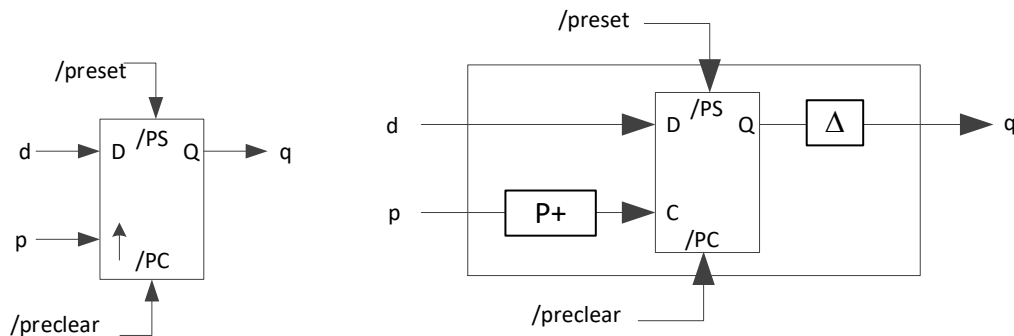 /preset
d
D
/PS
Q
q
p
/PC
/preclear
/preset
d
D
/PS
Q
Δ
q
p
P+
C
/PC
/preclear